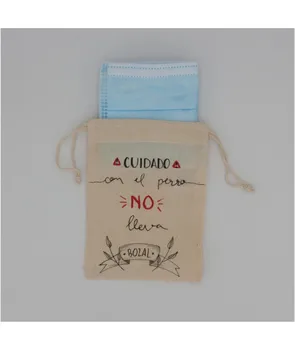 CUIDADO
con el perro
NO
lleva
BOZAL